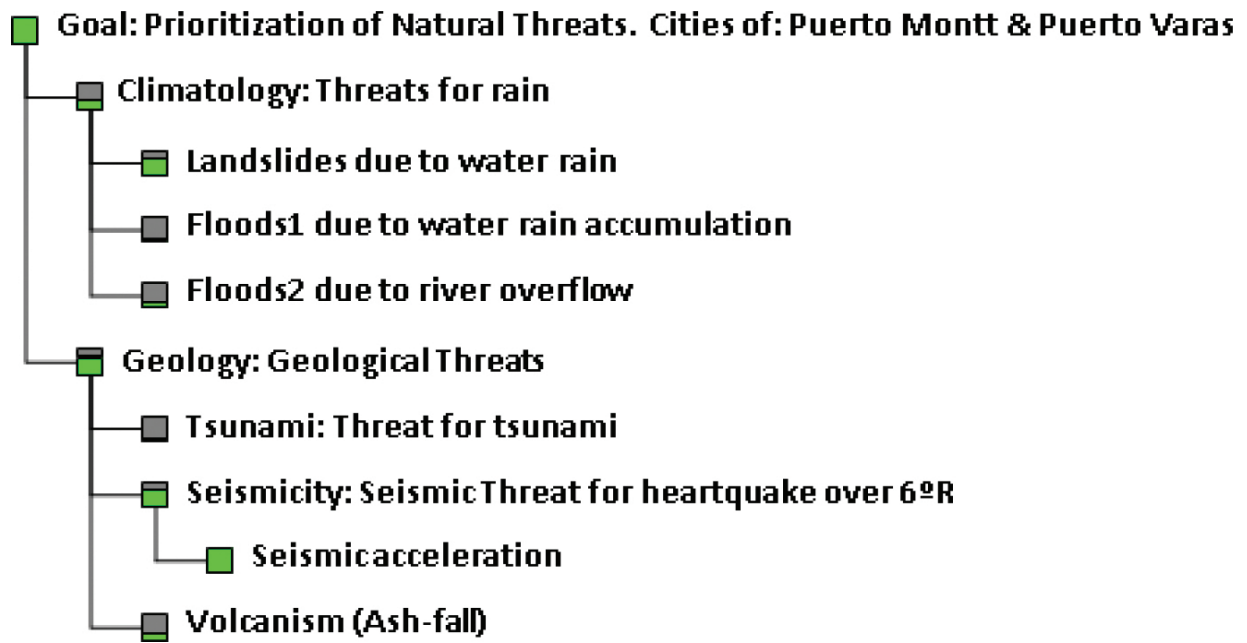 Goal: Prioritization of Natural Threats. Cities of: Puerto Montt & Puerto Varas
Climatology: Threats for rain
Landslides due to water rain
Floods1 due to water rain accumulation
Floods2 due to river overflow
Geology: Geological Threats
Tsunami: Threat for tsunami
Seismicity: Seismic Threat for heartquake over 6ºR
Seismic acceleration
Volcanism (Ash-fall)